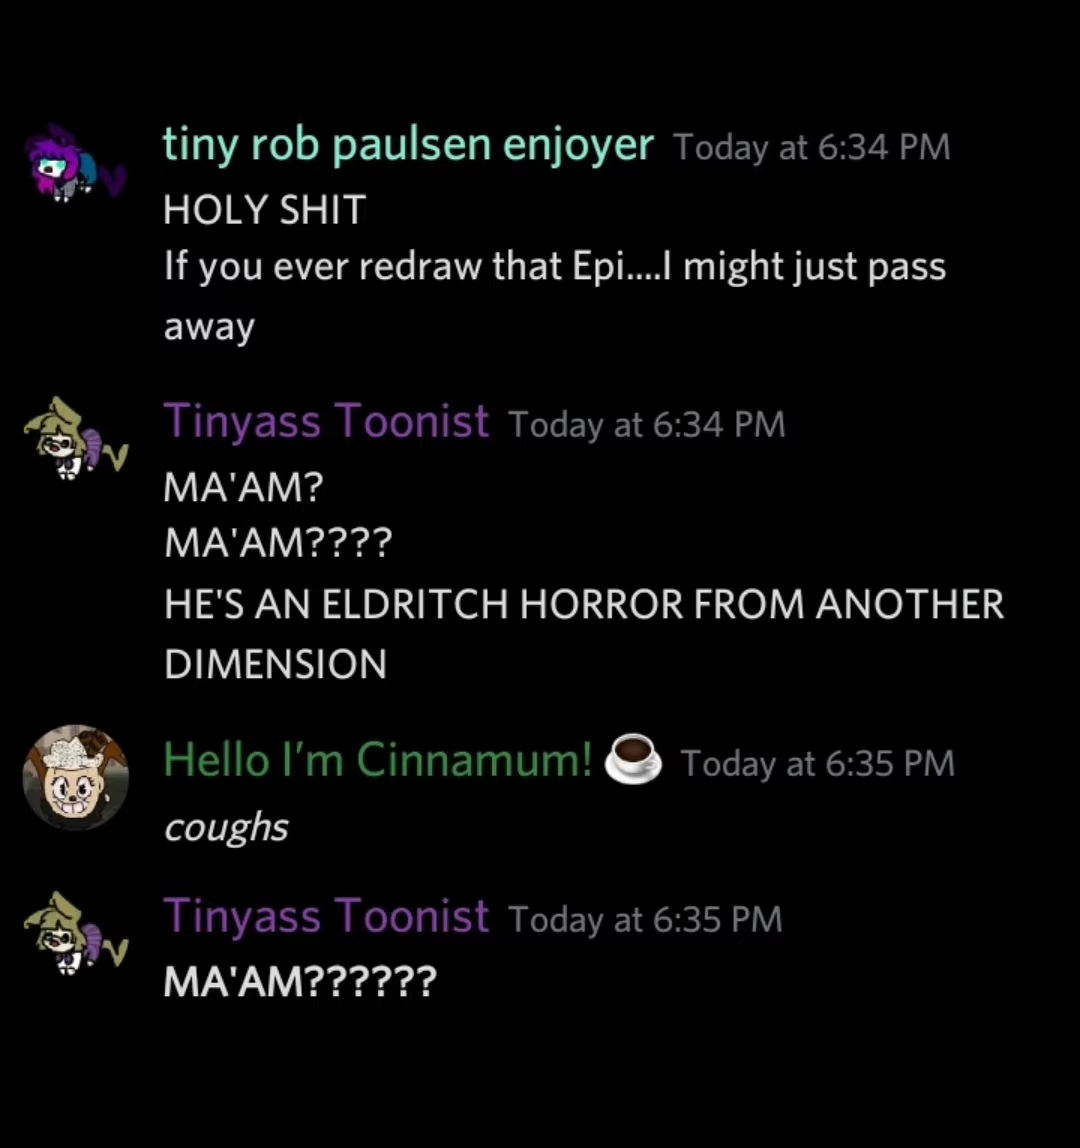 tiny rob paulsen enjoyer Today at 6:34 PM
HOLY SHIT
If you ever redraw that Epi....I might just pass
away
Tinyass Toonist Today at 6:34 PM
MA'AM?
MA'AM????
HE'S AN ELDRITCH HORROR FROM ANOTHER
DIMENSION
Hello I’m Cinnamum! ☕ Today at 6:35 PM
coughs
Tinyass Toonist Today at 6:35 PM
MA'AM??????